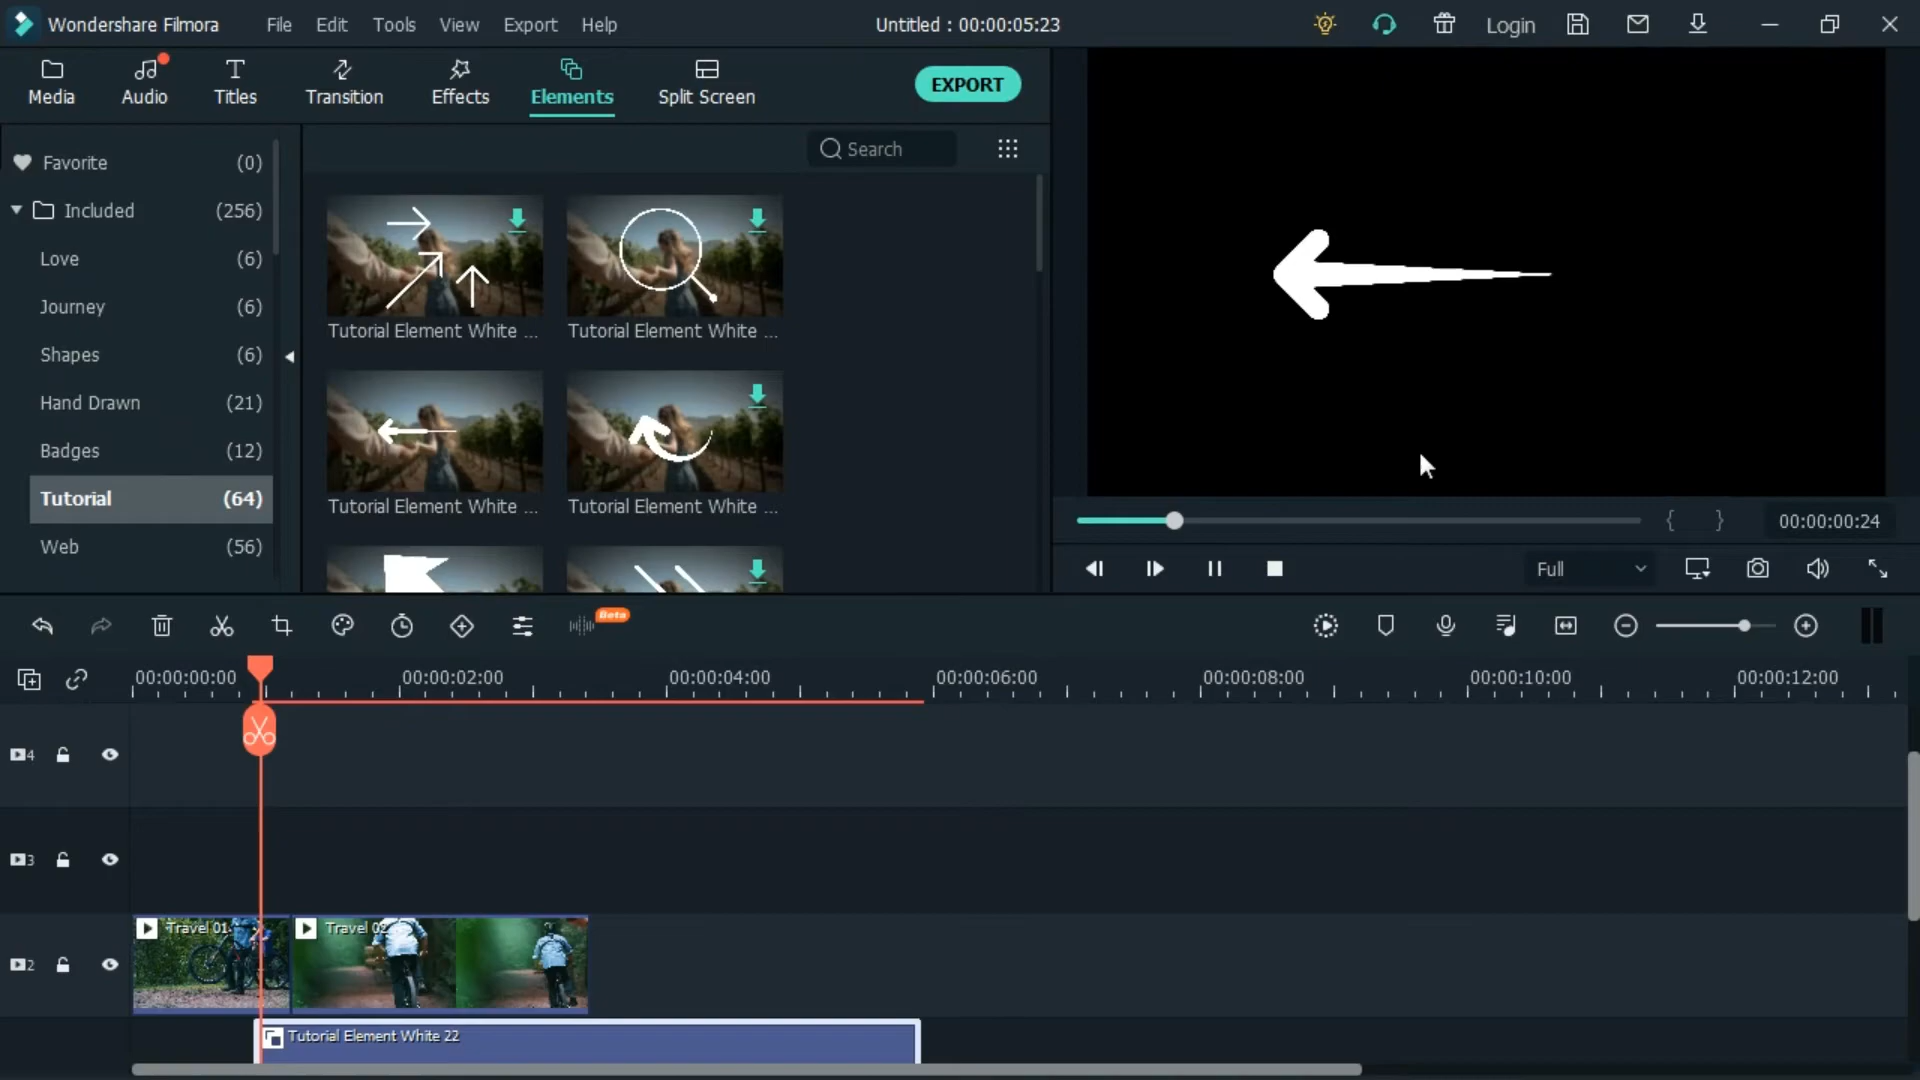 Wondershare Filmora
File
Edit
Tools
View
Export
Help
Untitled : 00:00:05:23
Login
Media
Audio
Titles
Transition
Effects
Elements
Split Screen
EXPORT
Favorite (0)
Included (256)
Love (6)
Journey (6)
Shapes (6)
Hand Drawn (21)
Badges (12)
Tutorial (64)
Web (56)
Search
Tutorial Element White ...
Tutorial Element White ...
Tutorial Element White ...
Tutorial Element White ...
{ }
00:00:00:24
Full
Beta
00:00:00:00
00:00:02:00
00:00:04:00
00:00:06:00
00:00:08:00
00:00:10:00
00:00:12:00
4
3
2
Travel 01
Travel 02
Tutorial Element White 22